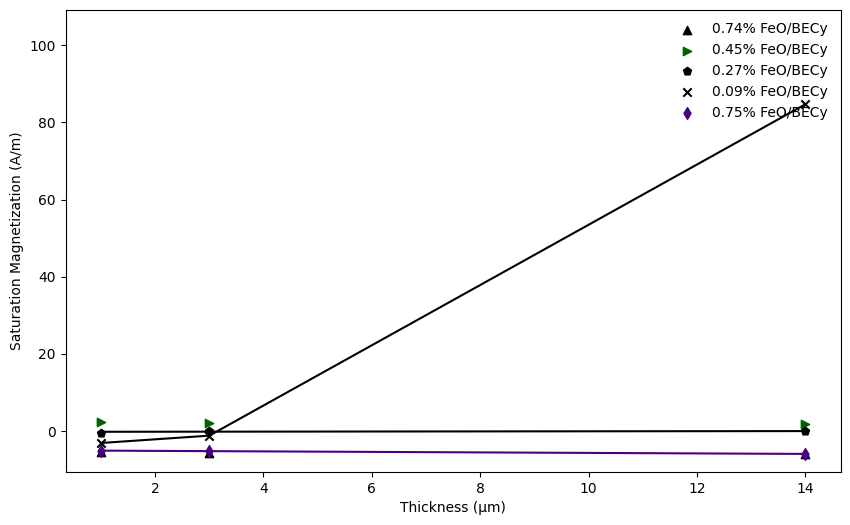 0.74% FeO/BECy
0.45% FeO/BECy
0.27% FeO/BECy
0.09% FeO/BECy
0.75% FeO/BECy
Saturation Magnetization (A/m)
100
80
60
40
20
0
2
4
6
8
10
12
14
Thickness (μm)